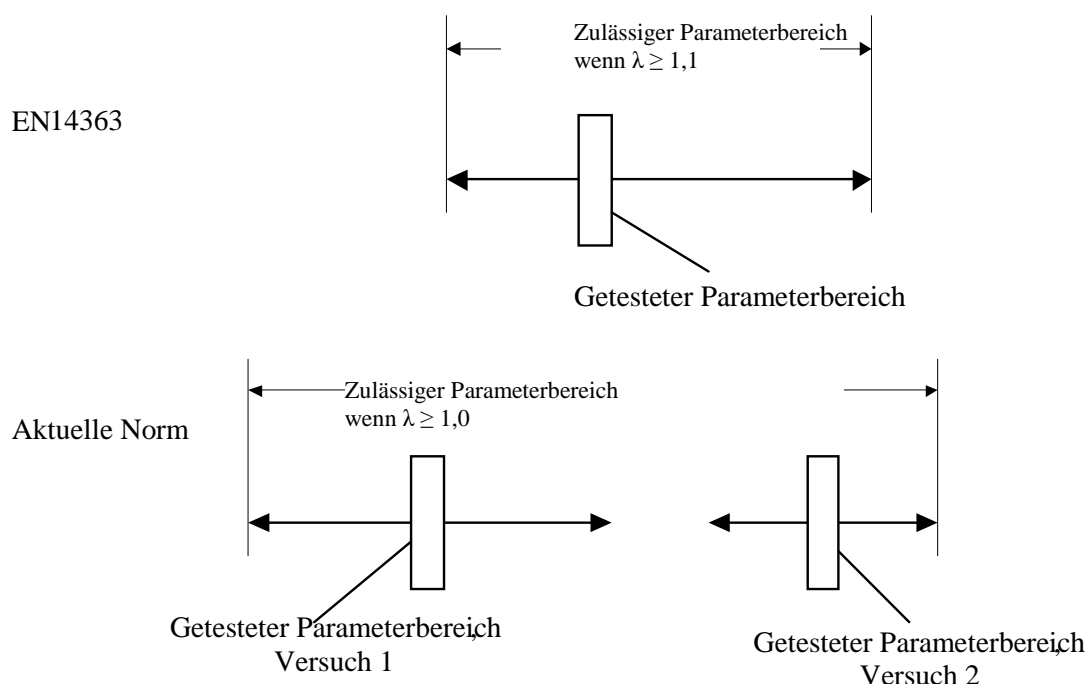 Zulässiger Parameterbereich
wenn λ ≥ 1,1
EN14363
Getesteter Parameterbereich
Zulässiger Parameterbereich
wenn λ ≥ 1,0
Aktuelle Norm
Getesteter Parameterbereich,
Versuch 1
Getesteter Parameterbereich,
Versuch 2